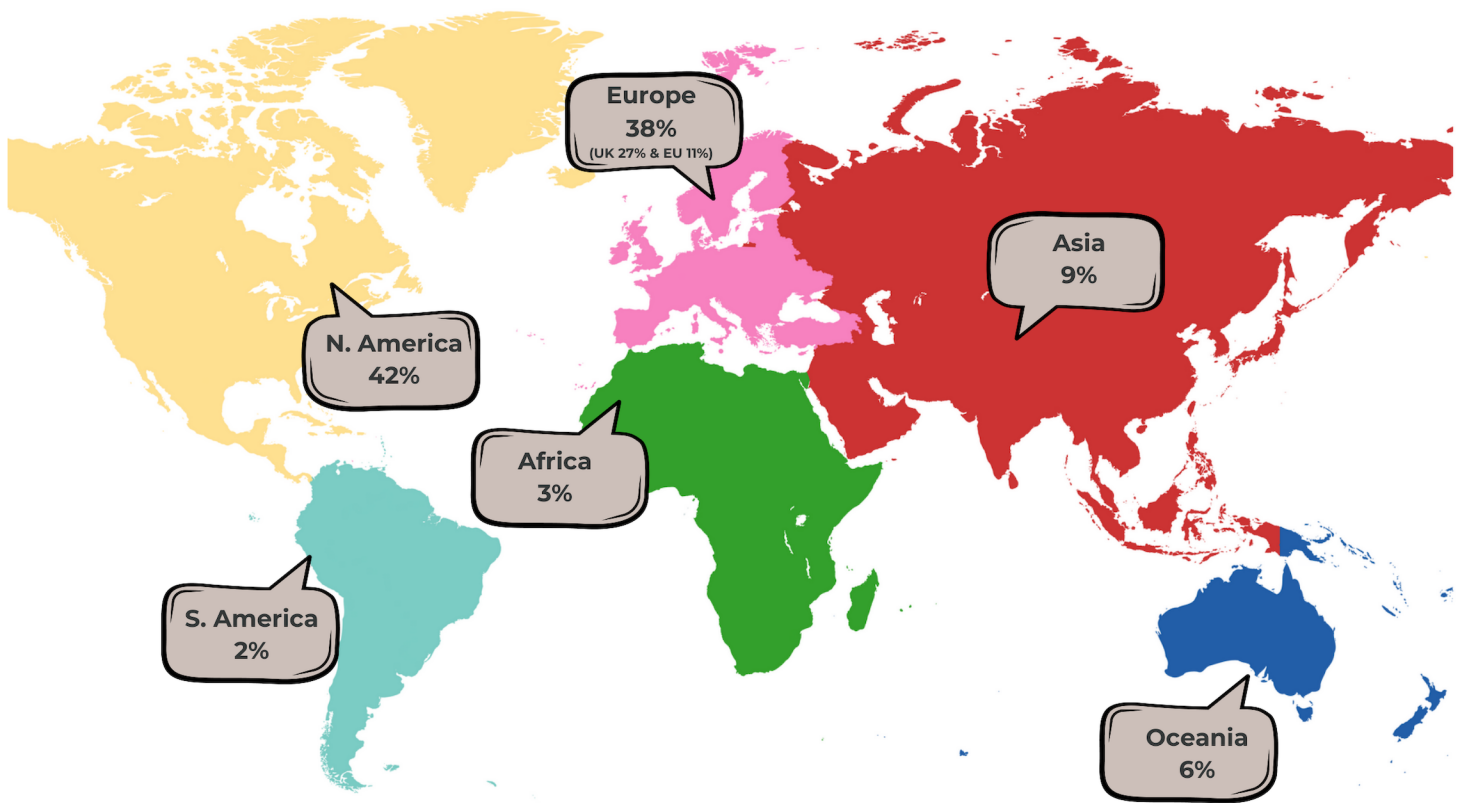 Europe
38%
(UK 27% & EU 11%)
Asia
9%
N. America
42%
Africa
3%
S. America
2%
Oceania
6%